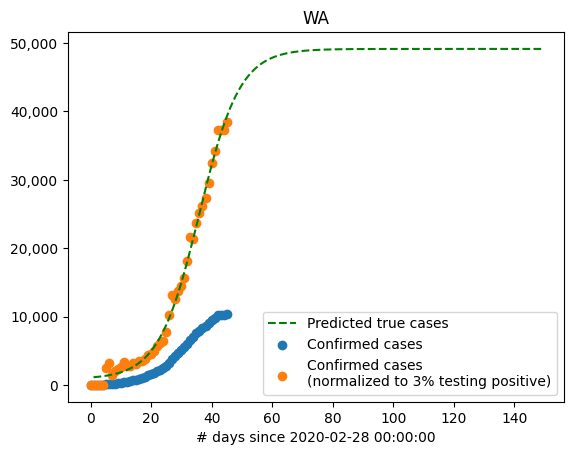 WA
50,000
40,000
30,000
20,000
10,000
0
Predicted true cases
Confirmed cases
Confirmed cases
(normalized to 3% testing positive)
0 20 40 60 80 100 120 140
# days since 2020-02-28 00:00:00